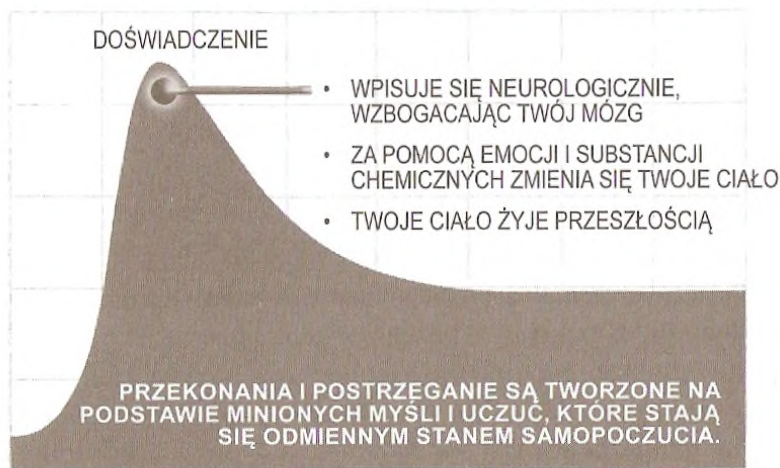 DOŚWIADCZENIE
• WPISUJE SIĘ NEUROLOGICZNIE,
WZBOGACAJĄC TWÓJ MÓZG
• ZA POMOCĄ EMOCJI I SUBSTANCJI
CHEMICZNYCH ZMIENIA SIĘ TWOJE CIAŁO
• TWOJE CIAŁO ŻYJE PRZESZŁOŚCIĄ
PRZEKONANIA I POSTRZEGANIE SĄ TWORZONE NA
PODSTAWIE MINIONYCH MYŚLI I UCZUĆ, KTÓRE STAJĄ
SIĘ ODMIENNYM STANEM SAMOPOCZUCIA.